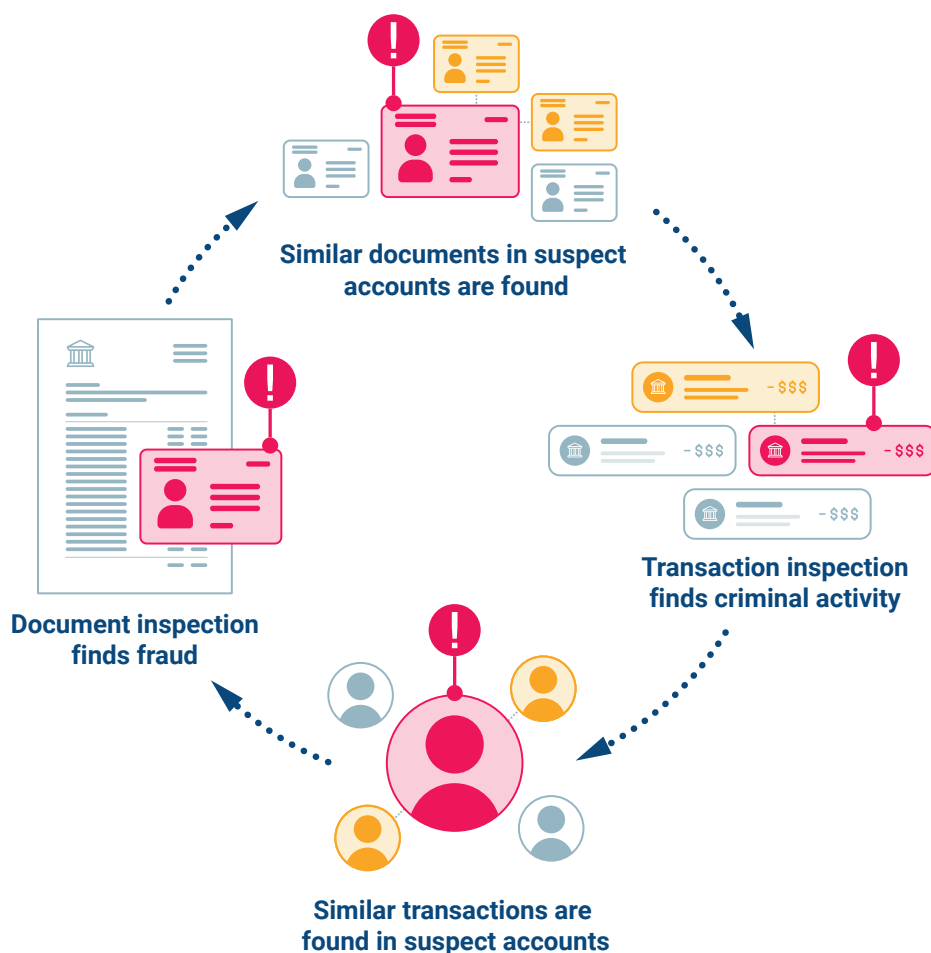 !
Similar documents in suspect
accounts are found
!
-$$$
!
-$$$
-$$$
-$$$
Transaction inspection
finds criminal activity
!
Document inspection
finds fraud
!
Similar transactions are
found in suspect accounts